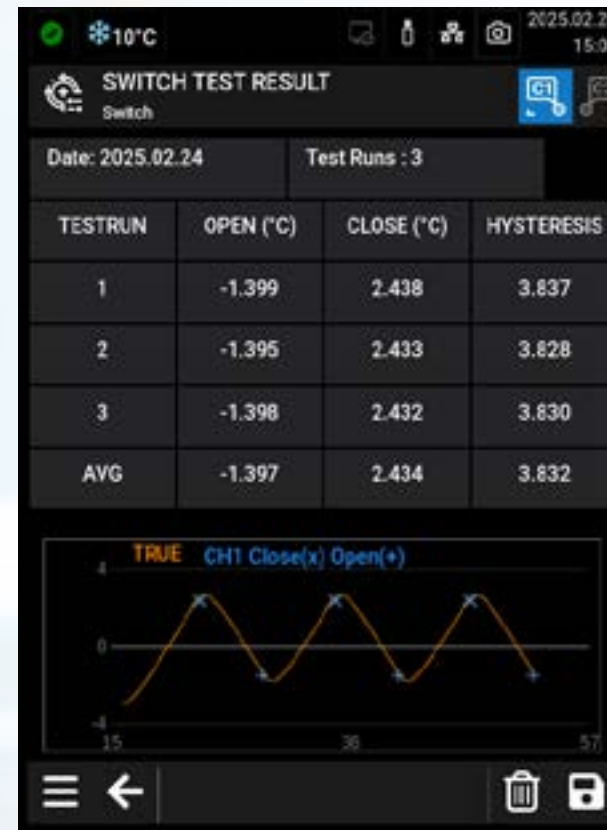 10°C
2025.02.2
15:0
SWITCH TEST RESULT
Switch
C1
Date: 2025.02.24
Test Runs : 3
TESTRUN OPEN (°C) CLOSE (°C) HYSTERESIS
1 -1.399 2.438 3.837
2 -1.395 2.433 3.828
3 -1.398 2.432 3.830
AVG -1.397 2.434 3.832
TRUE CH1 Close(x) Open(+)
4
0
-4
15 36 57